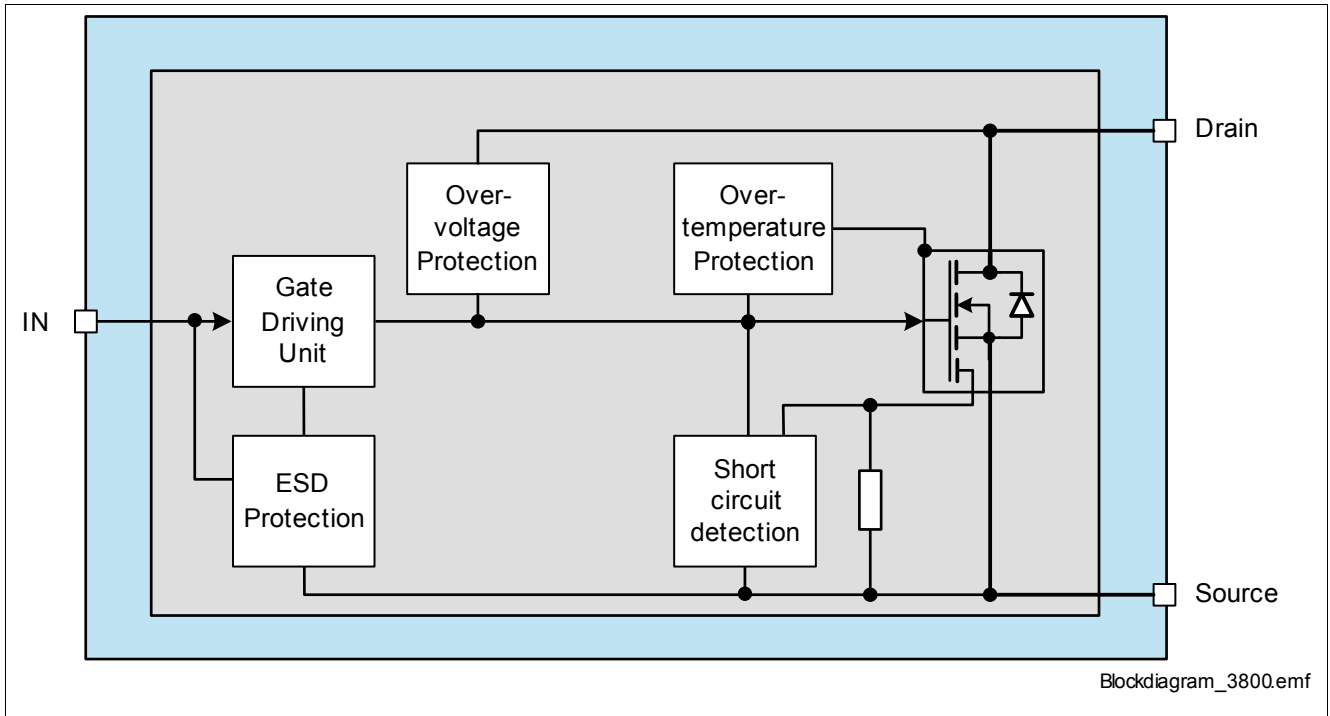 Drain
Over-
voltage
Protection
Over-
temperature
Protection
IN
Gate
Driving
Unit
ESD
Protection
Short
circuit
detection
Source
Blockdiagram_3800.emf